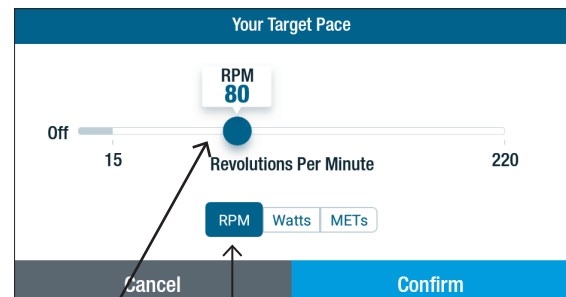 Your Target Pace
RPM
80
Off
15
Revolutions Per Minute
220
RPM Watts METs
Cancel Confirm